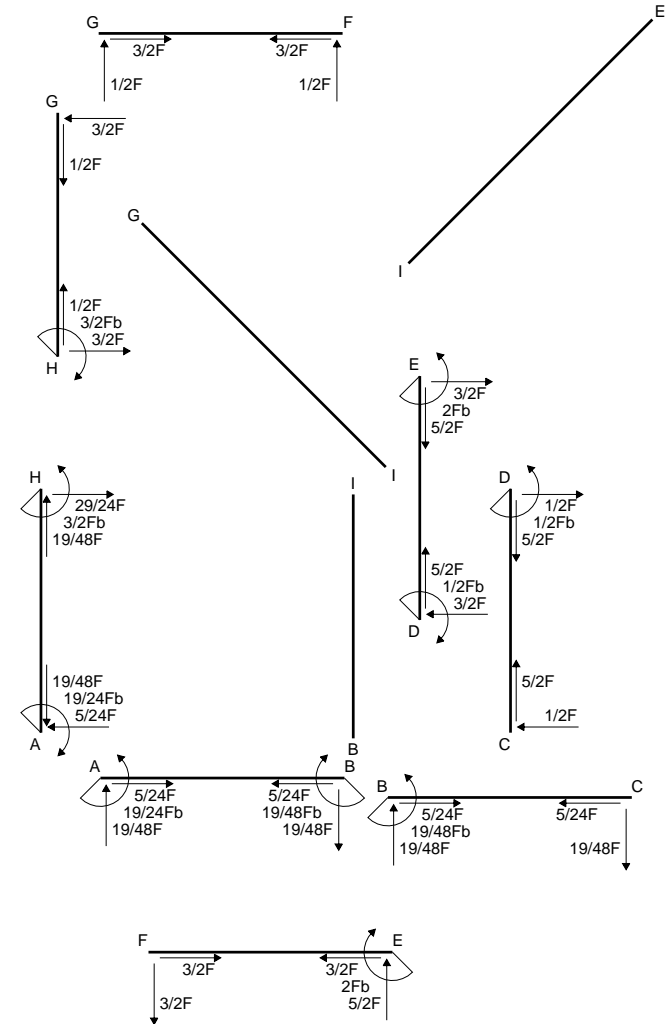 G F
3/2F 3/2F
1/2F 1/2F
E
I
G
3/2F
1/2F
1/2F
3/2Fb
3/2F
H
G
I
E
3/2F
2Fb
5/2F
5/2F
1/2Fb
3/2F
D
H
29/24F
3/2Fb
19/48F
19/48F
19/24Fb
5/24F
A
I
B
D
1/2F
1/2Fb
5/2F
5/2F
1/2F
C
A B
5/24F 5/24F
19/24Fb 19/48Fb
19/48F 19/48F
B C
5/24F 5/24F
19/48Fb
19/48F 19/48F
F E
3/2F 3/2F
2Fb
3/2F 5/2F